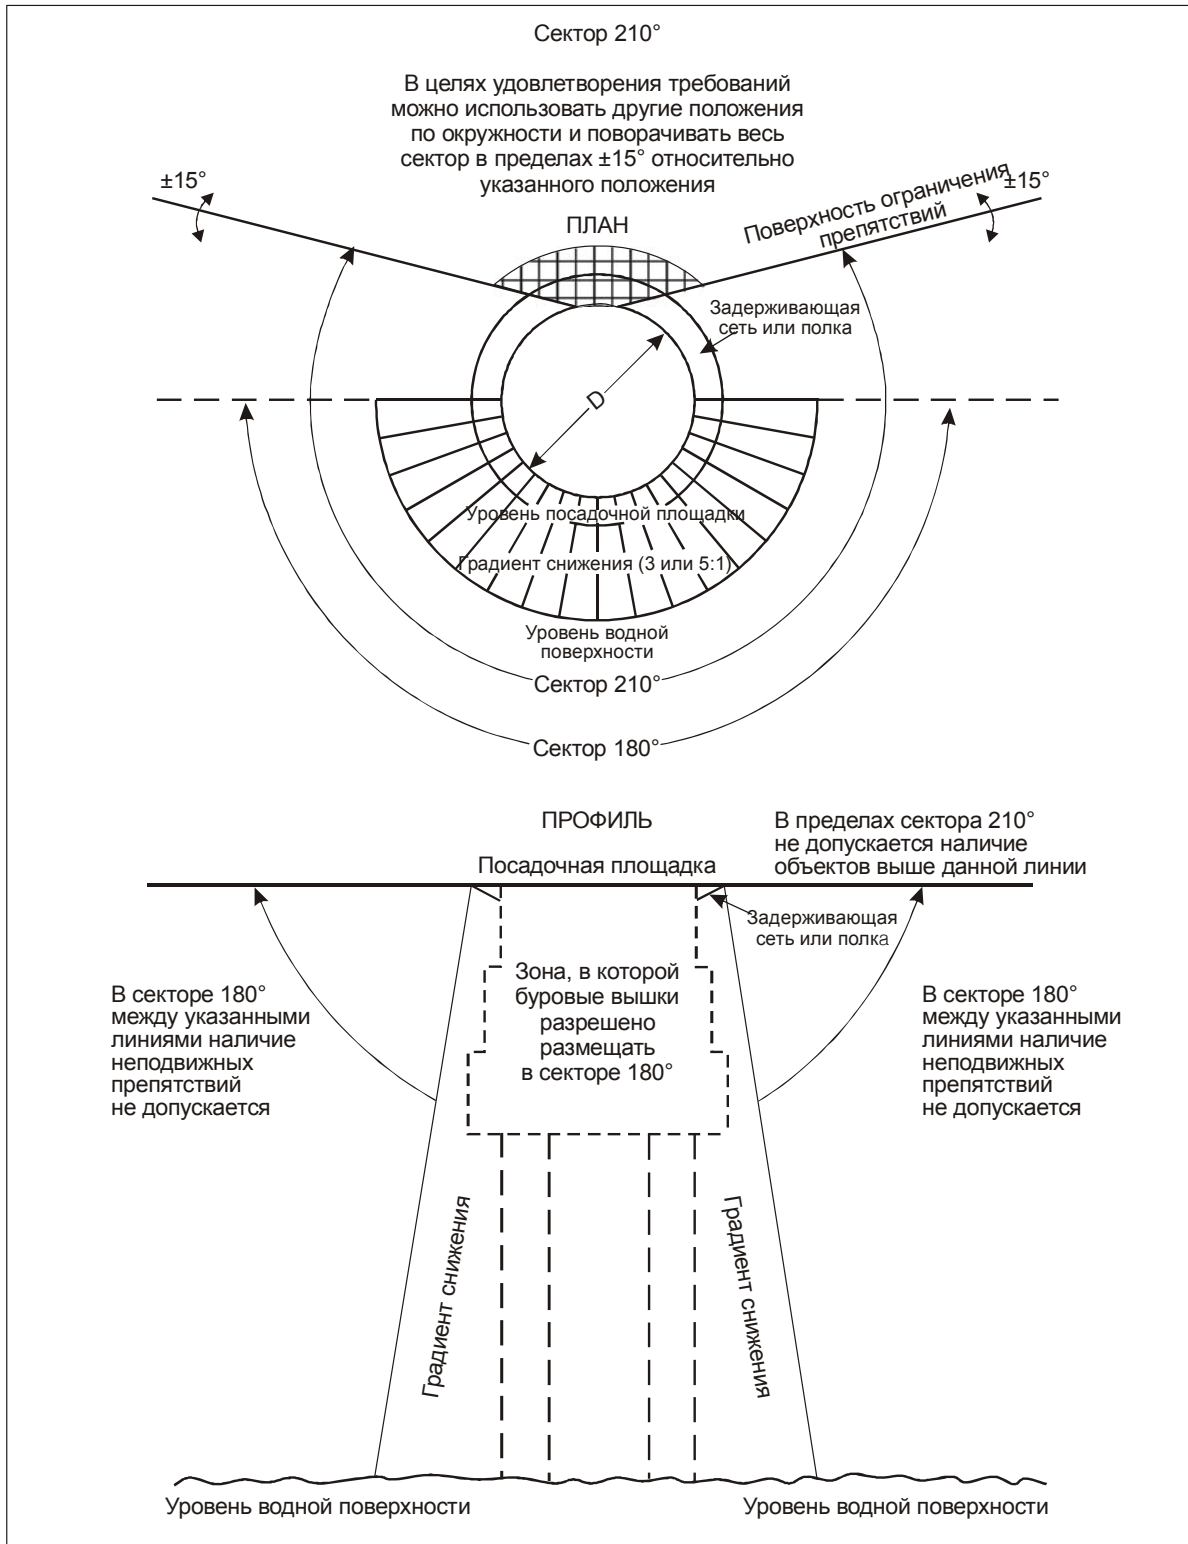 Сектор 210°
В целях удовлетворения требований
можно использовать другие положения
по окружности и поворачивать весь
сектор в пределах ±15° относительно
указанного положения
±15°
±15°
Поверхность ограничения
препятствий
ПЛАН
Задерживающая
сеть или полка
D
Уровень посадочной площадки
Градиент снижения (3 или 5:1)
Уровень водной
поверхности
Сектор 210°
Сектор 180°
ПРОФИЛЬ
В пределах сектора 210°
не допускается наличие
объектов выше данной линии
Посадочная площадка
Задерживающая
сеть или полка
Зона, в которой
буровые вышки
разрешено
размещать
в секторе 180°
В секторе 180°
между указанными
линиями наличие
неподвижных
препятствий
не допускается
В секторе 180°
между указанными
линиями наличие
неподвижных
препятствий
не допускается
Градиент снижения
Градиент снижения
Уровень водной поверхности
Уровень водной поверхности